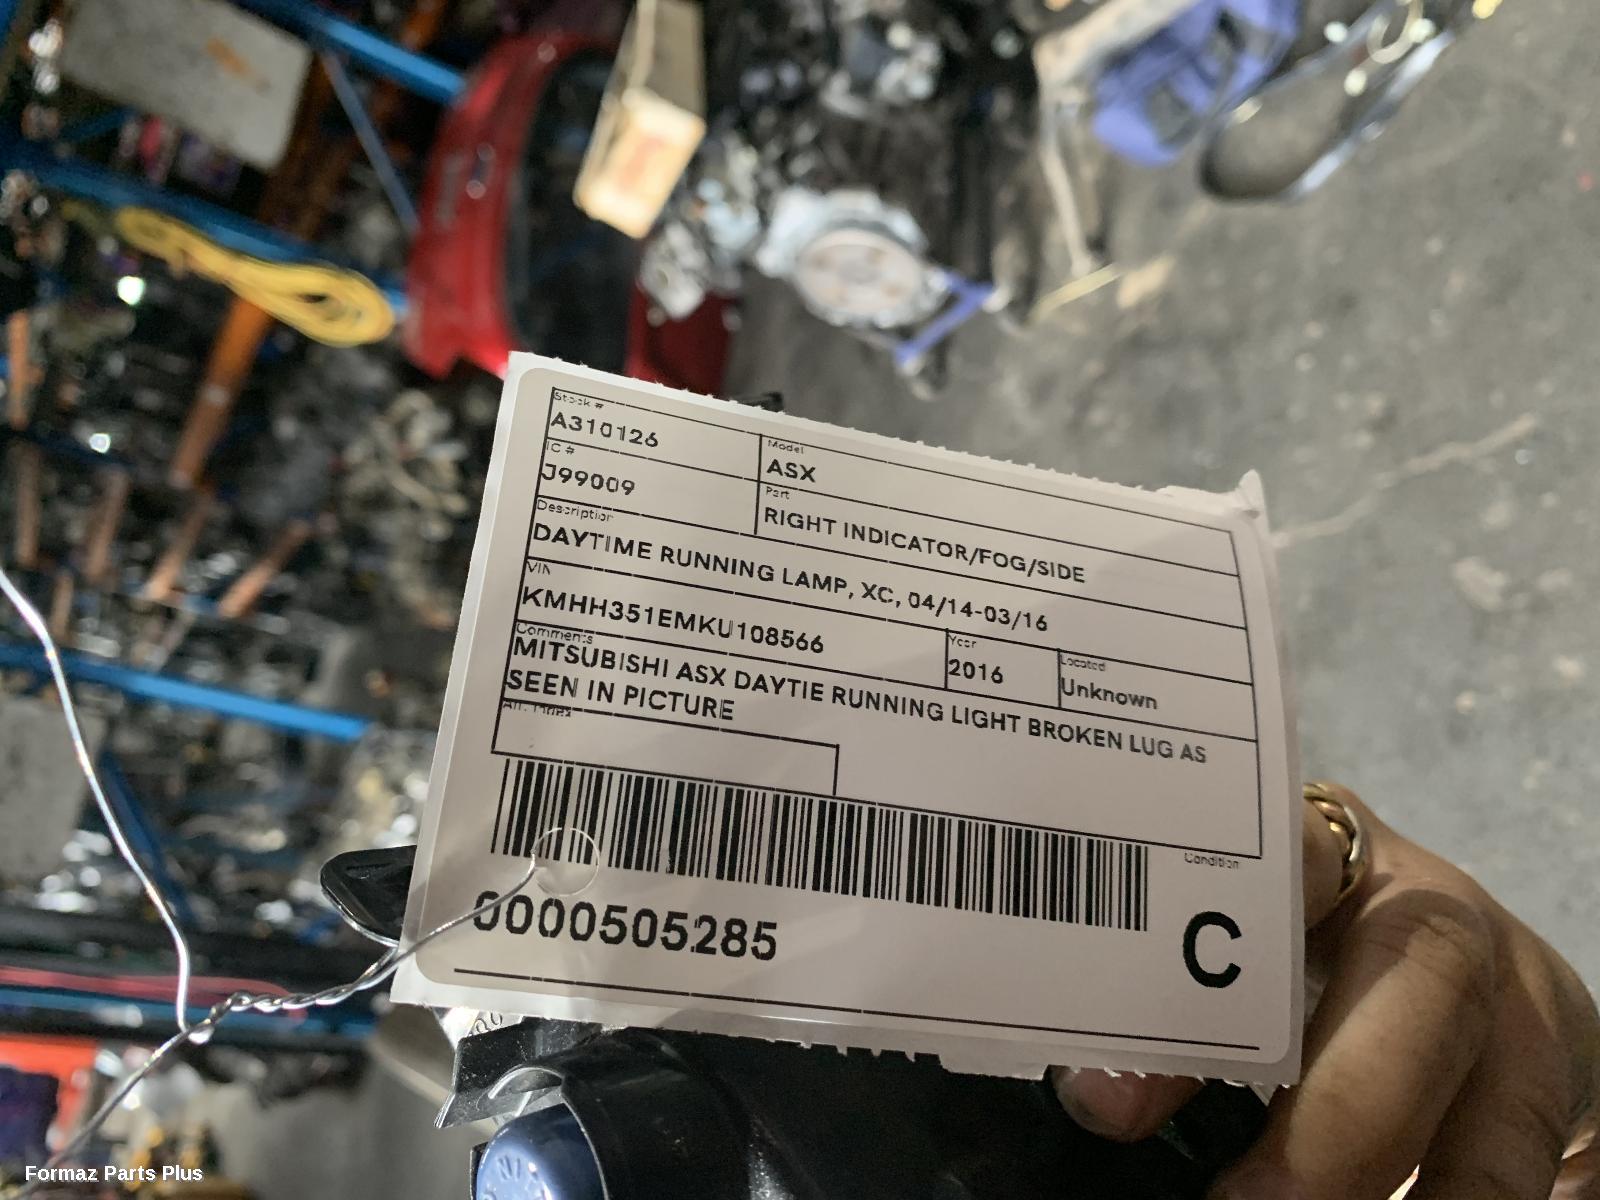 Stock #
A310126
Model
ASX
IC #
J99009
Part
RIGHT INDICATOR/FOG/SIDE
Description
DAYTIME RUNNING LAMP, XC, 04/14-03/16
VIN
KMHH351EMKU108566
Year
2016
Located
Unknown
Comments
MITSUBISHI ASX DAYTIE RUNNING LIGHT BROKEN LUG AS
SEEN IN PICTURE
Alt. Index
0000505285
Condition
C
Formaz Parts Plus